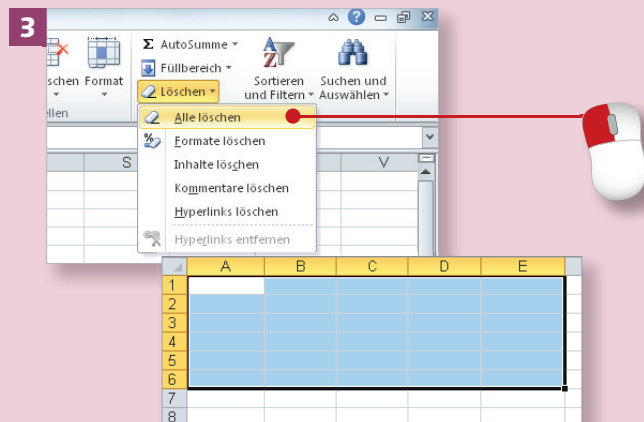 3
Σ AutoSumme
Füllbereich
Löschen
schen Format
Sortieren und Filtern
Suchen und Auswählen
ellen
Alle löschen
Formate löschen
Inhalte löschen
Kommentare löschen
Hyperlinks löschen
Hyperlinks entfernen
S V
A B C D E
1
2
3
4
5
6
7
8